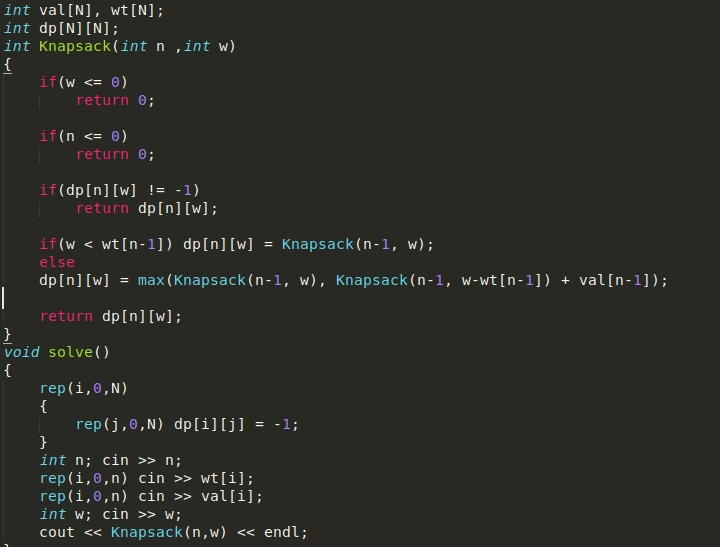 int val[N], wt[N];
int dp[N][N];
int Knapsack(int n ,int w)
{
    if(w <= 0)
        return 0;

    if(n <= 0)
        return 0;

    if(dp[n][w] != -1)
        return dp[n][w];

    if(w < wt[n-1]) dp[n][w] = Knapsack(n-1, w);
    else
    dp[n][w] = max(Knapsack(n-1, w), Knapsack(n-1, w-wt[n-1]) + val[n-1]);

    return dp[n][w];
}
void solve()
{
    rep(i,0,N)
    {
        rep(j,0,N) dp[i][j] = -1;
    }
    int n; cin >> n;
    rep(i,0,n) cin >> wt[i];
    rep(i,0,n) cin >> val[i];
    int w; cin >> w;
    cout << Knapsack(n,w) << endl;
}